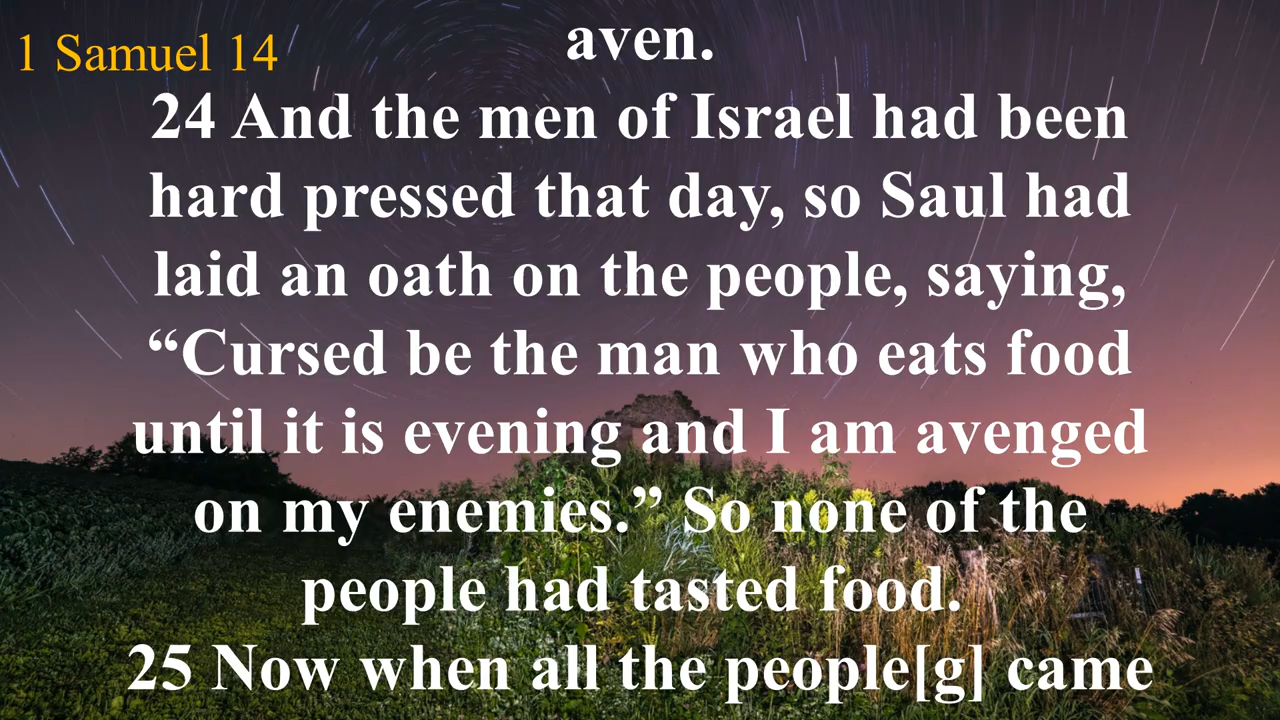 1 Samuel 14
aven.
24 And the men of Israel had been
hard pressed that day, so Saul had
laid an oath on the people, saying,
“Cursed be the man who eats food
until it is evening and I am avenged
on my enemies.” So none of the
people had tasted food.
25 Now when all the people[g] came